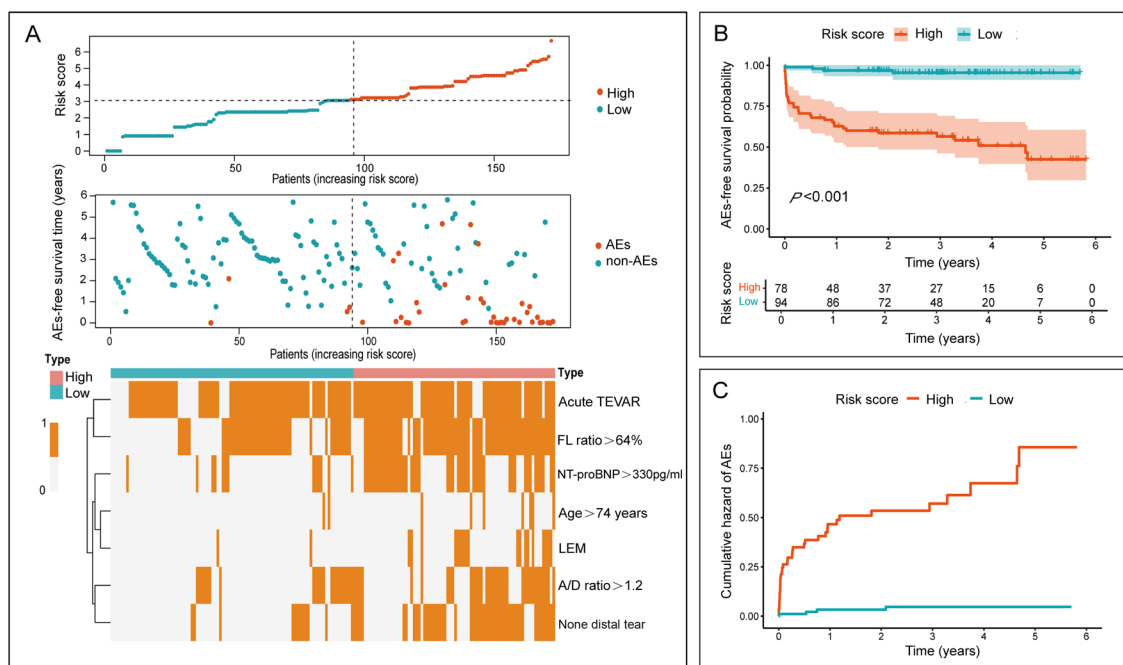 A
Risk score
6
5
4
3
2
1
0
0 50 100 150
Patients (increasing risk score)
High
Low
AEs-free survival time (years)
6
5
4
3
2
1
0
0 50 100 150
Patients (increasing risk score)
AEs
non-AEs
Type
High
Low
1
0
Type
Acute TEVAR
FL ratio>64%
NT-proBNP>330pg/ml
Age>74 years
LEM
A/D ratio>1.2
None distal tear
B
Risk score High Low
AEs-free survival probability
1.00
0.75
0.50
0.25
0.00
P<0.001
0 1 2 3 4 5 6
Time (years)
Risk score
High 78 48 37 27 15 6 0
Low 94 86 72 48 20 7 0
0 1 2 3 4 5 6
Time (years)
C
Risk score High Low
Cumulative hazard of AEs
0.75
0.50
0.25
0.00
0 1 2 3 4 5 6
Time (years)